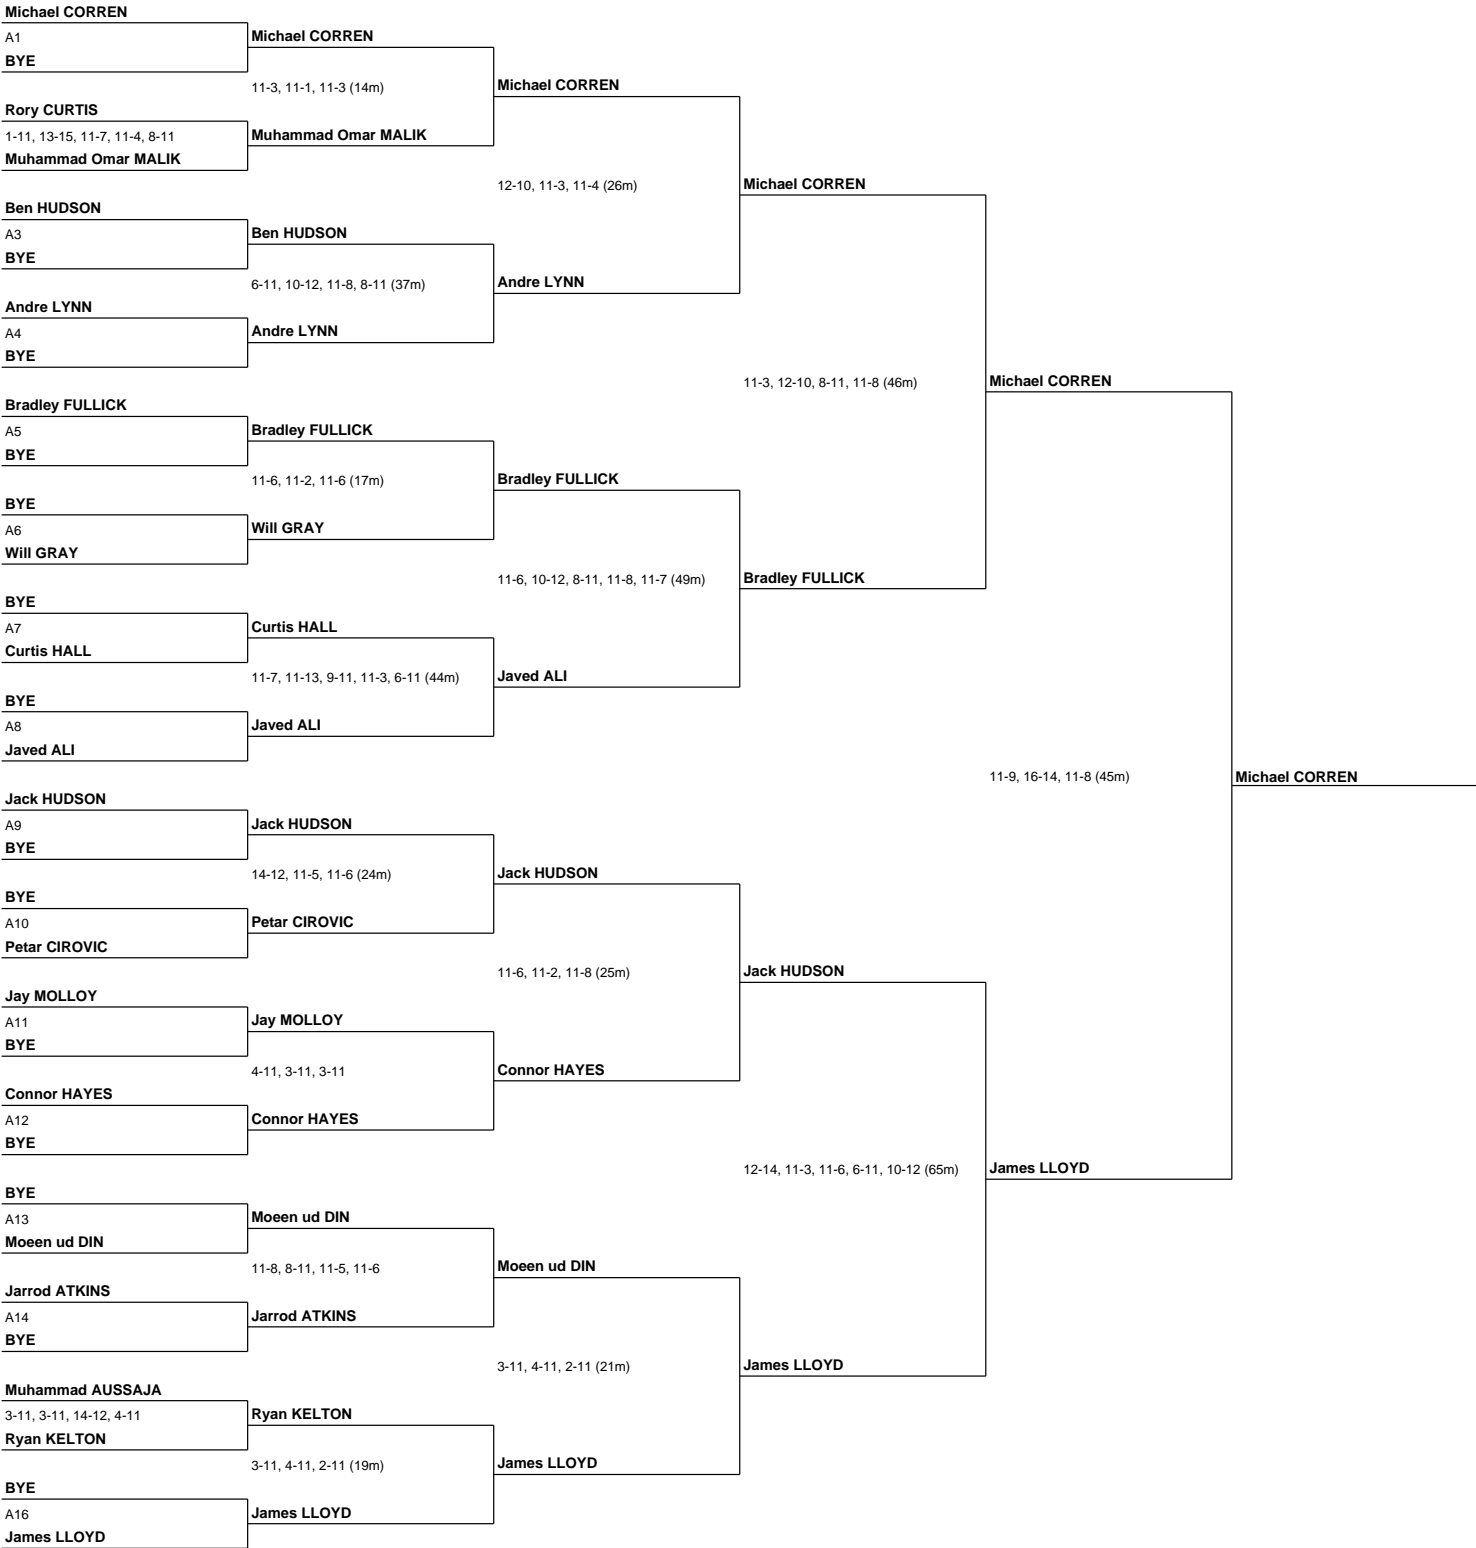 Michael CORREN
A1
BYE
Rory CURTIS
1-11, 13-15, 11-7, 11-4, 8-11
Muhammad Omar MALIK
Ben HUDSON
A3
BYE
Andre LYNN
A4
BYE
Bradley FULLICK
A5
BYE
BYE
A6
Will GRAY
BYE
A7
Curtis HALL
BYE
A8
Javed ALI
Jack HUDSON
A9
BYE
BYE
A10
Petar CIROVIC
Jay MOLLOY
A11
BYE
Connor HAYES
A12
BYE
BYE
A13
Moeen ud DIN
Jarrod ATKINS
A14
BYE
Muhammad AUSSAJA
3-11, 3-11, 14-12, 4-11
Ryan KELTON
BYE
A16
James LLOYD
Michael CORREN
11-3, 11-1, 11-3 (14m)
Muhammad Omar MALIK
Ben HUDSON
6-11, 10-12, 11-8, 8-11 (37m)
Andre LYNN
Bradley FULLICK
11-6, 11-2, 11-6 (17m)
Will GRAY
Curtis HALL
11-7, 11-13, 9-11, 11-3, 6-11 (44m)
Javed ALI
Jack HUDSON
14-12, 11-5, 11-6 (24m)
Petar CIROVIC
Jay MOLLOY
4-11, 3-11, 3-11
Connor HAYES
Moeen ud DIN
11-8, 8-11, 11-5, 11-6
Jarrod ATKINS
Ryan KELTON
3-11, 4-11, 2-11 (19m)
James LLOYD
Michael CORREN
12-10, 11-3, 11-4 (26m)
Andre LYNN
Bradley FULLICK
11-6, 10-12, 8-11, 11-8, 11-7 (49m)
Javed ALI
Jack HUDSON
11-6, 11-2, 11-8 (25m)
Connor HAYES
Moeen ud DIN
3-11, 4-11, 2-11 (21m)
James LLOYD
Michael CORREN
11-3, 12-10, 8-11, 11-8 (46m)
Bradley FULLICK
Jack HUDSON
12-14, 11-3, 11-6, 6-11, 10-12 (65m)
James LLOYD
Michael CORREN
11-9, 16-14, 11-8 (45m)
James LLOYD
Michael CORREN